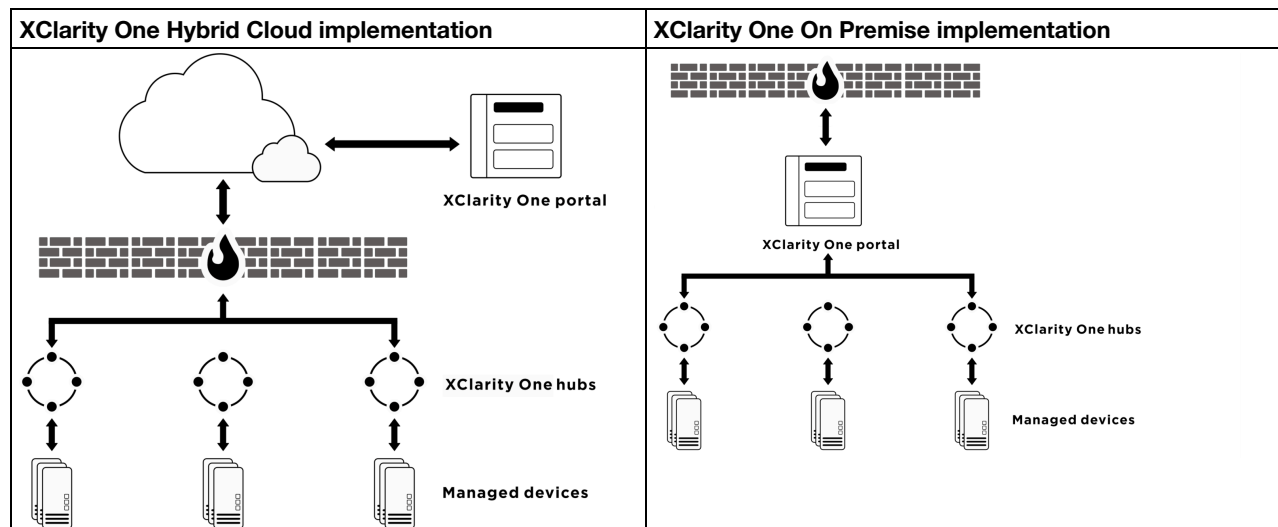 XClarity One Hybrid Cloud implementation
XClarity One On Premise implementation
XClarity One portal
XClarity One hubs
Managed devices
XClarity One portal
XClarity One hubs
Managed devices